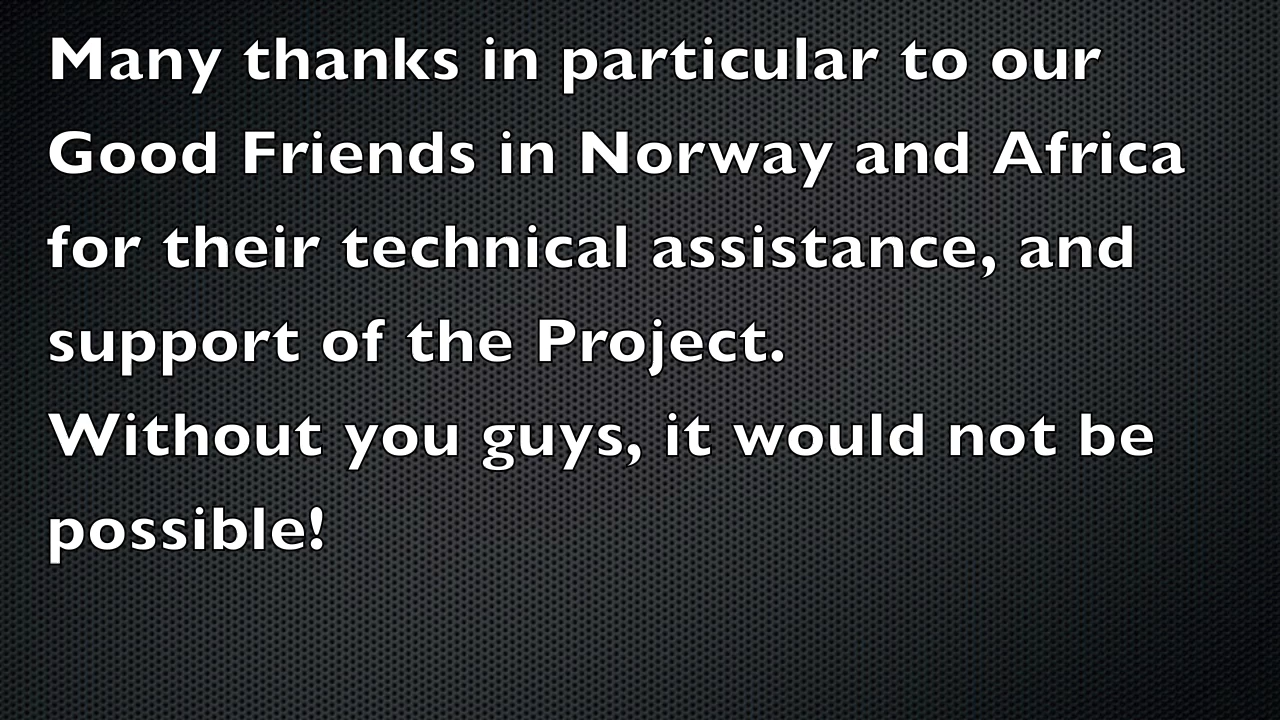 Many thanks in particular to our
Good Friends in Norway and Africa
for their technical assistance, and
support of the Project.
Without you guys, it would not be
possible!